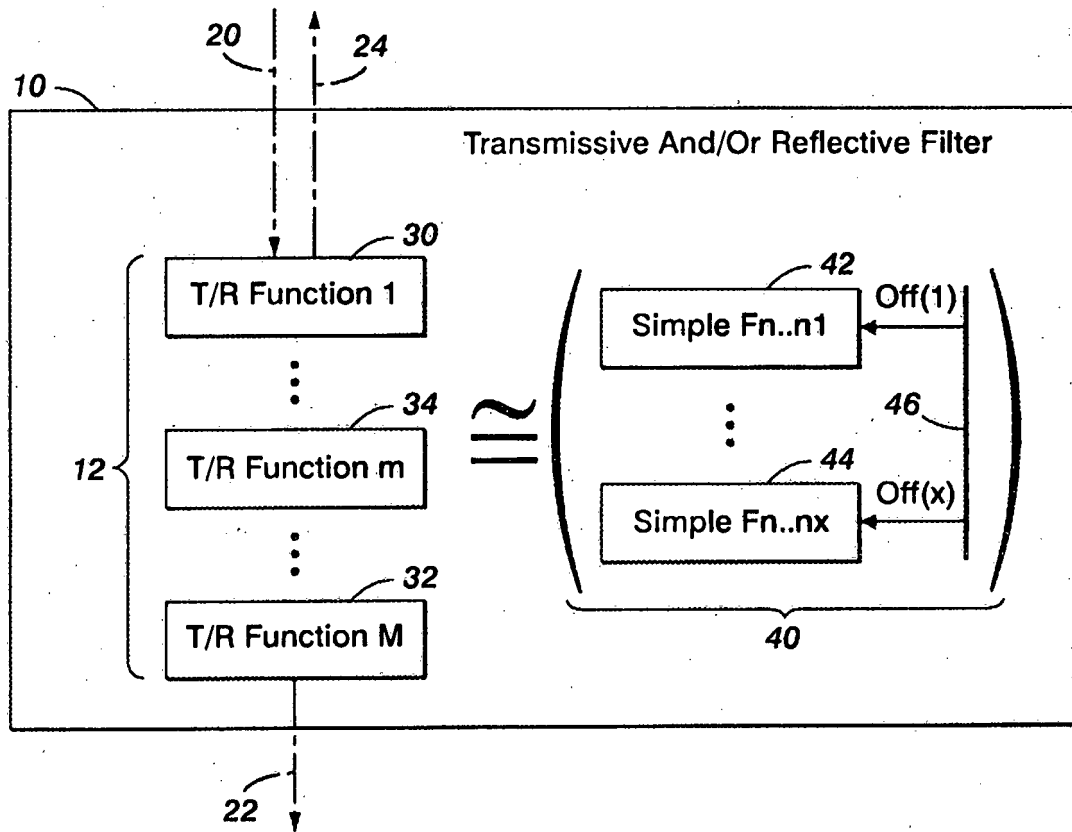 20
24
10
Transmissive And/Or Reflective Filter
30
T/R Function 1
42
Simple Fn..n1
Off(1)
34
T/R Function m
12
46
44
Simple Fn..nx
Off(x)
32
T/R Function M
40
22